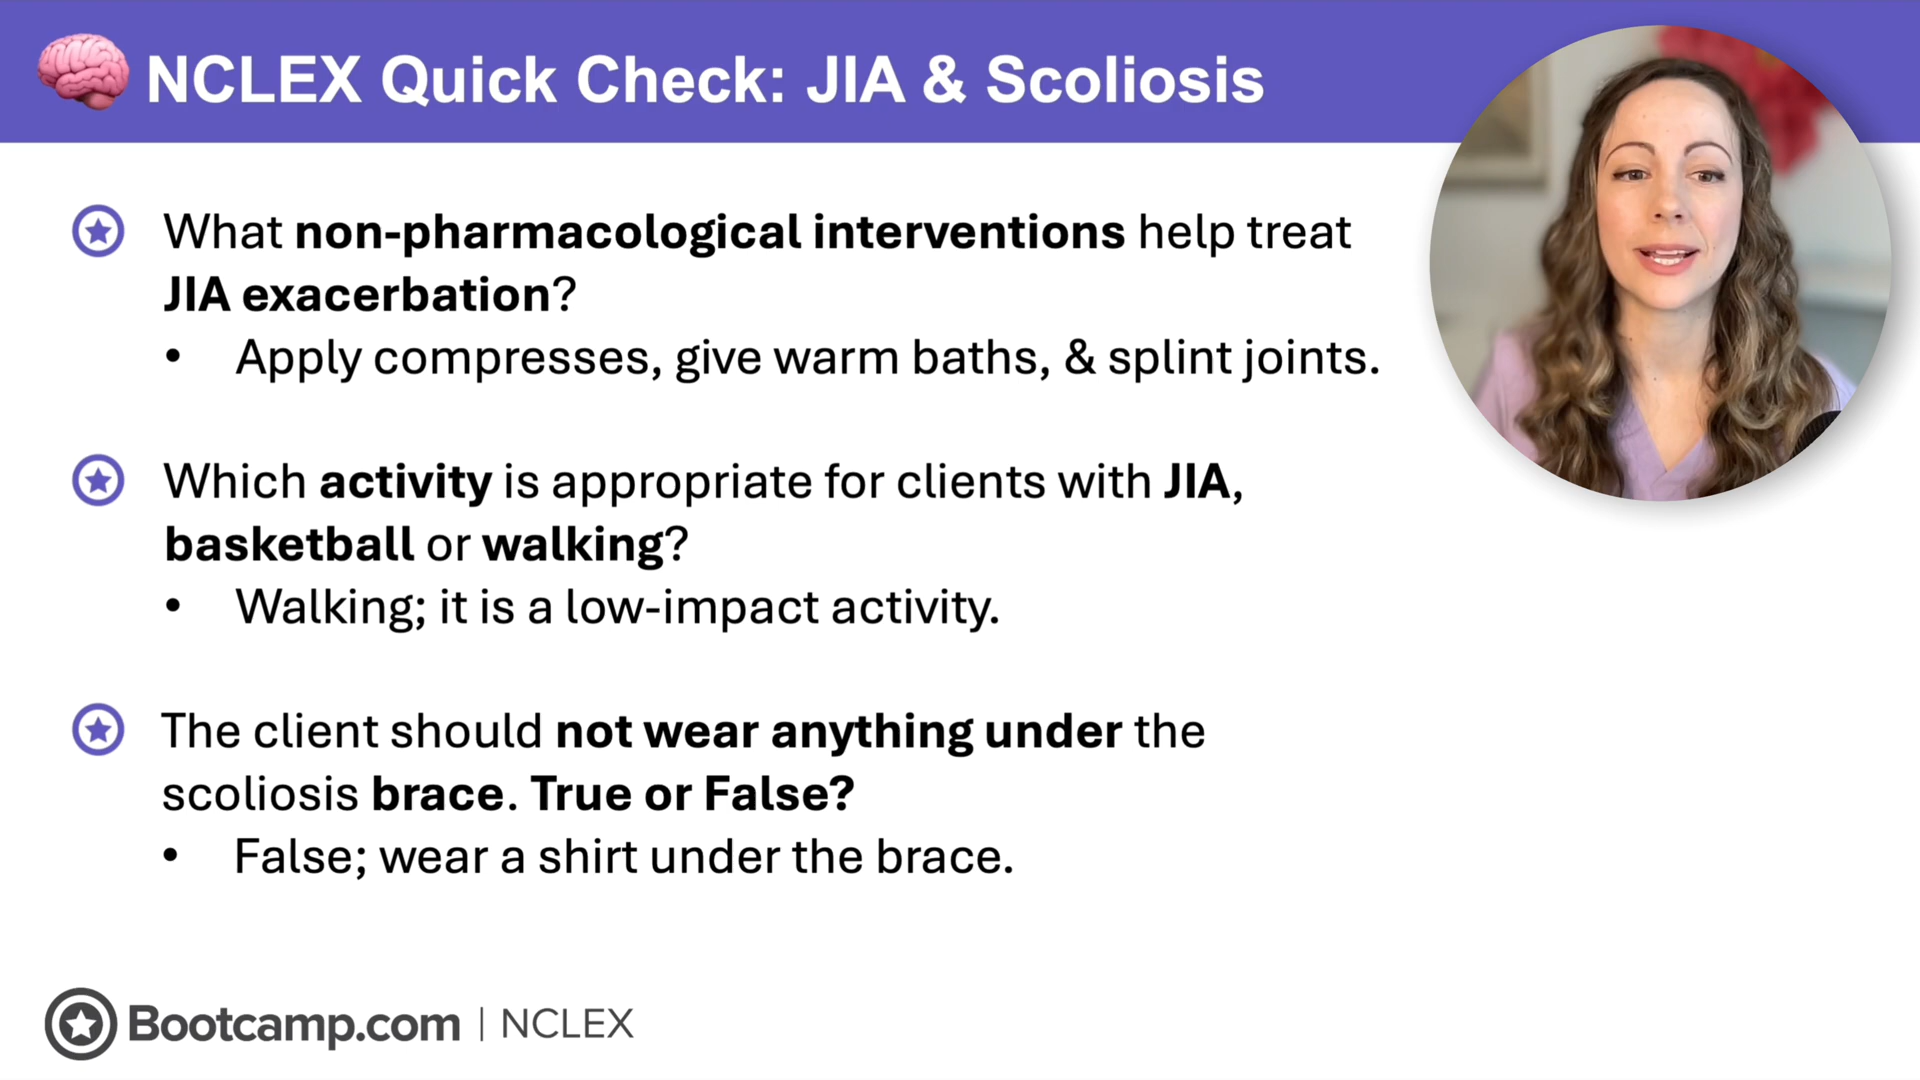 NCLEX Quick Check: JIA & Scoliosis
What non-pharmacological interventions help treat
JIA exacerbation?
• Apply compresses, give warm baths, & splint joints.
Which activity is appropriate for clients with JIA,
basketball or walking?
• Walking; it is a low-impact activity.
The client should not wear anything under the
scoliosis brace. True or False?
• False; wear a shirt under the brace.
Bootcamp.com | NCLEX